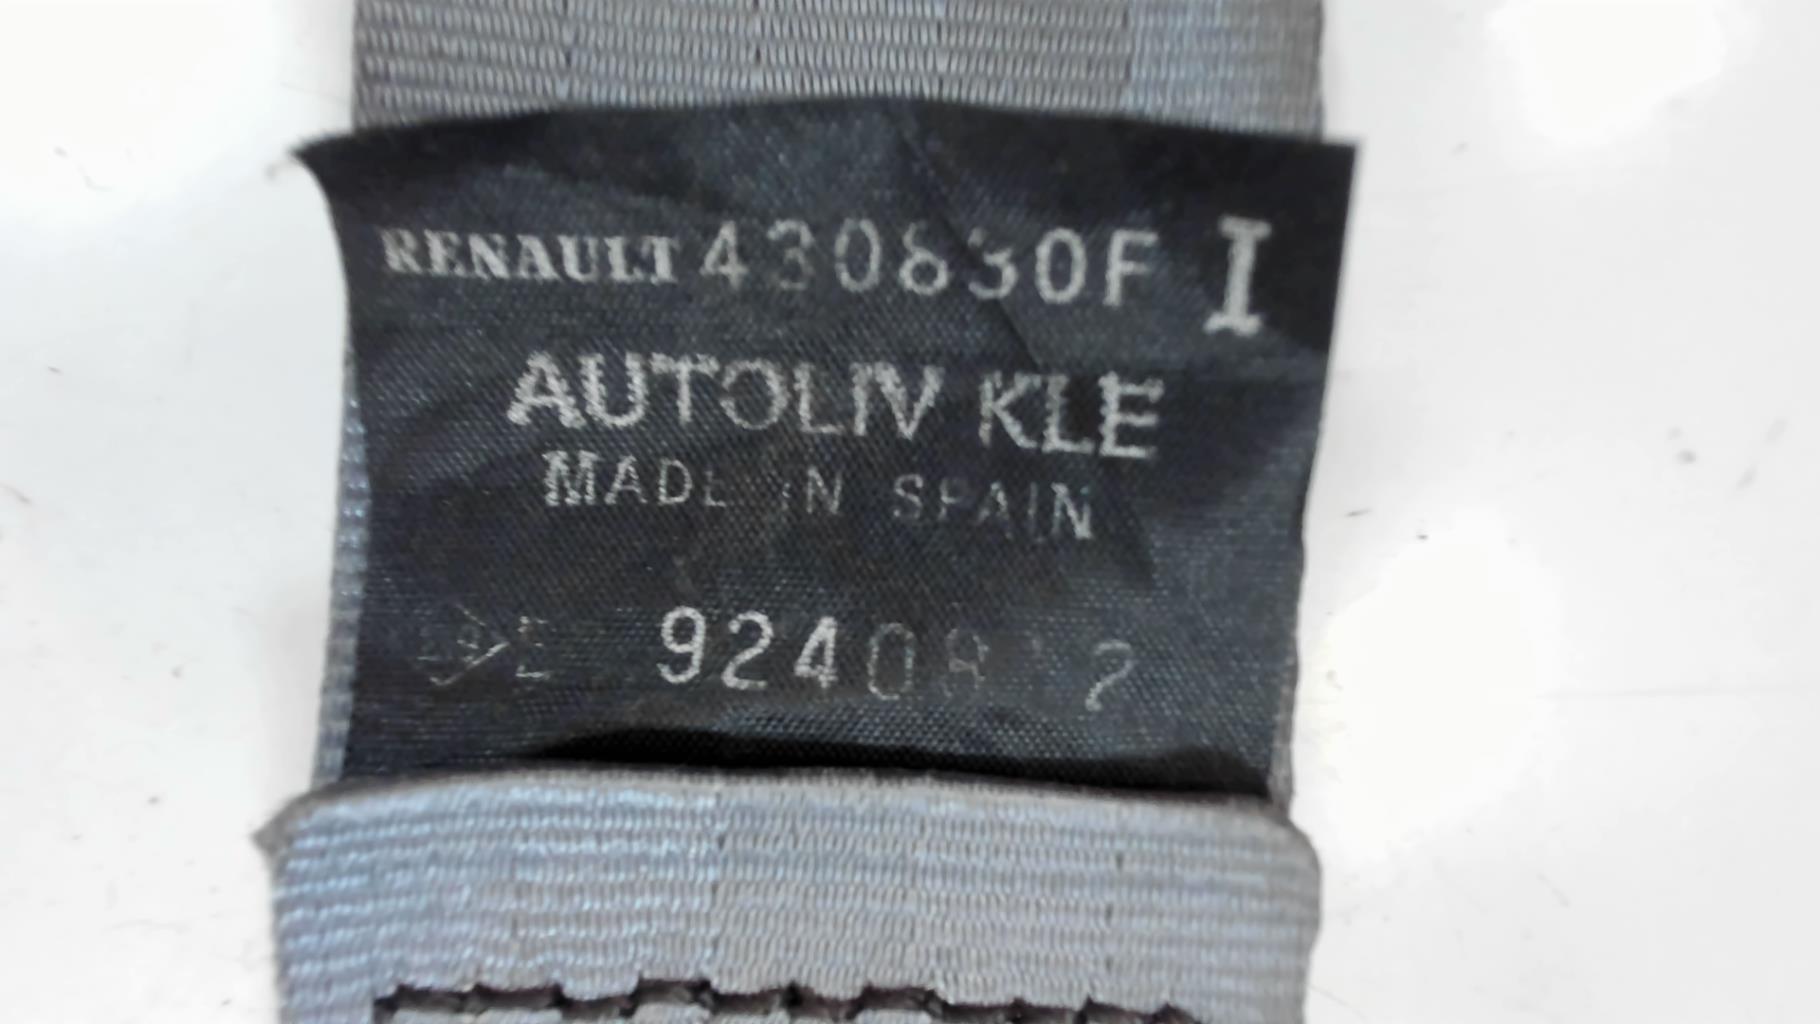 RENAULT 430830F I
AUTOLIV KLE
MADE IN SPAIN